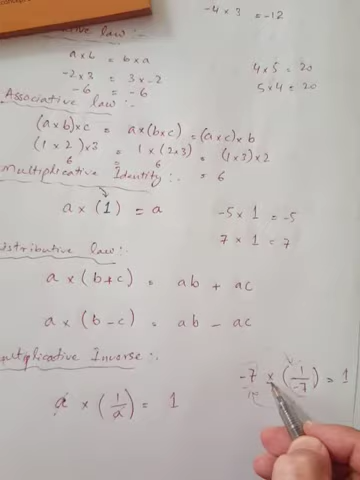 -4 x 3 = -12
law :-
a x b = b x a
-2 x 3 = 3 x -2
-6 = -6
4 x 5 = 20
5 x 4 = 20
Associative law :-
(a x b) x c = a x (b x c) = (a x c) x b
(1 x 2) x 3 = 1 x (2 x 3) = (1 x 3) x 2
6 = 6 = 6
Multiplicative Identity :-
a x (1) = a
-5 x 1 = -5
7 x 1 = 7
Distributive law :-
a x (b + c) = ab + ac
a x (b - c) = ab - ac
Multiplicative Inverse :-
a x (1/a) = 1
-7 x (1/-7) = 1